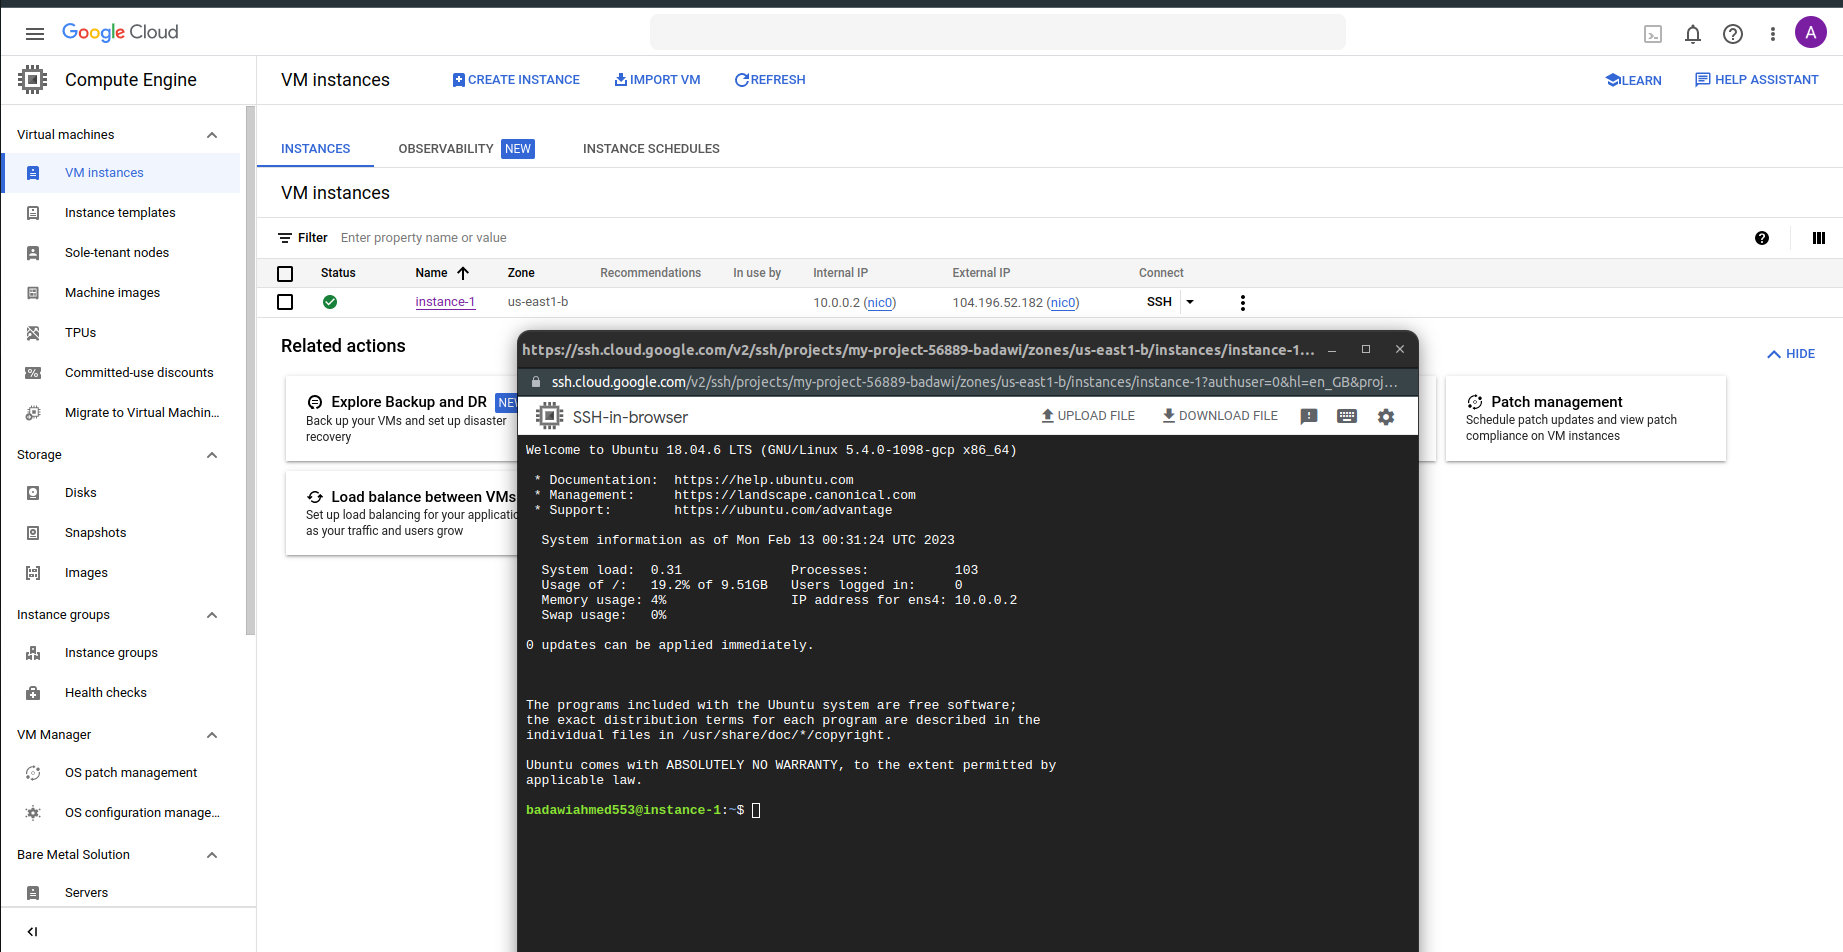 Google Cloud
A
Compute Engine
VM instances
CREATE INSTANCE
IMPORT VM
REFRESH
LEARN
HELP ASSISTANT
Virtual machines
VM instances
Instance templates
Sole-tenant nodes
Machine images
TPUs
Committed-use discounts
Migrate to Virtual Machin...
Storage
Disks
Snapshots
Images
Instance groups
Instance groups
Health checks
VM Manager
OS patch management
OS configuration manage...
Bare Metal Solution
Servers
INSTANCES
OBSERVABILITY NEW
INSTANCE SCHEDULES
VM instances
Filter Enter property name or value
Status Name Zone Recommendations In use by Internal IP External IP Connect
instance-1 us-east1-b 10.0.0.2 (nic0) 104.196.52.182 (nic0) SSH
Related actions
HIDE
Explore Backup and DR
Back up your VMs and set up disaster
recovery
Load balance between VMs
Set up load balancing for your
as your traffic and users grow
Patch management
Schedule patch updates and view patch
compliance on VM instances
https://ssh.cloud.google.com/v2/ssh/projects/my-project-56889-badawi/zones/us-east1-b/instances/instance-1...
ssh.cloud.google.com/v2/ssh/projects/my-project-56889-badawi/zones/us-east1-b/instances/instance-1?authuser=0&hl=en_GB&proj...
SSH-in-browser
UPLOAD FILE
DOWNLOAD FILE
Welcome to Ubuntu 18.04.6 LTS (GNU/Linux 5.4.0-1098-gcp x86_64)
* Documentation: https://help.ubuntu.com
* Management: https://landscape.canonical.com
* Support: https://ubuntu.com/advantage
System information as of Mon Feb 13 00:31:24 UTC 2023
System load: 0.31 Processes: 103
Usage of /: 19.2% of 9.51GB Users logged in: 0
Memory usage: 4% IP address for ens4: 10.0.0.2
Swap usage: 0%
0 updates can be applied immediately.
The programs included with the Ubuntu system are free software;
the exact distribution terms for each program are described in the
individual files in /usr/share/doc/*/copyright.
Ubuntu comes with ABSOLUTELY NO WARRANTY, to the extent permitted by
applicable law.
badawiahmed553@instance-1:~$